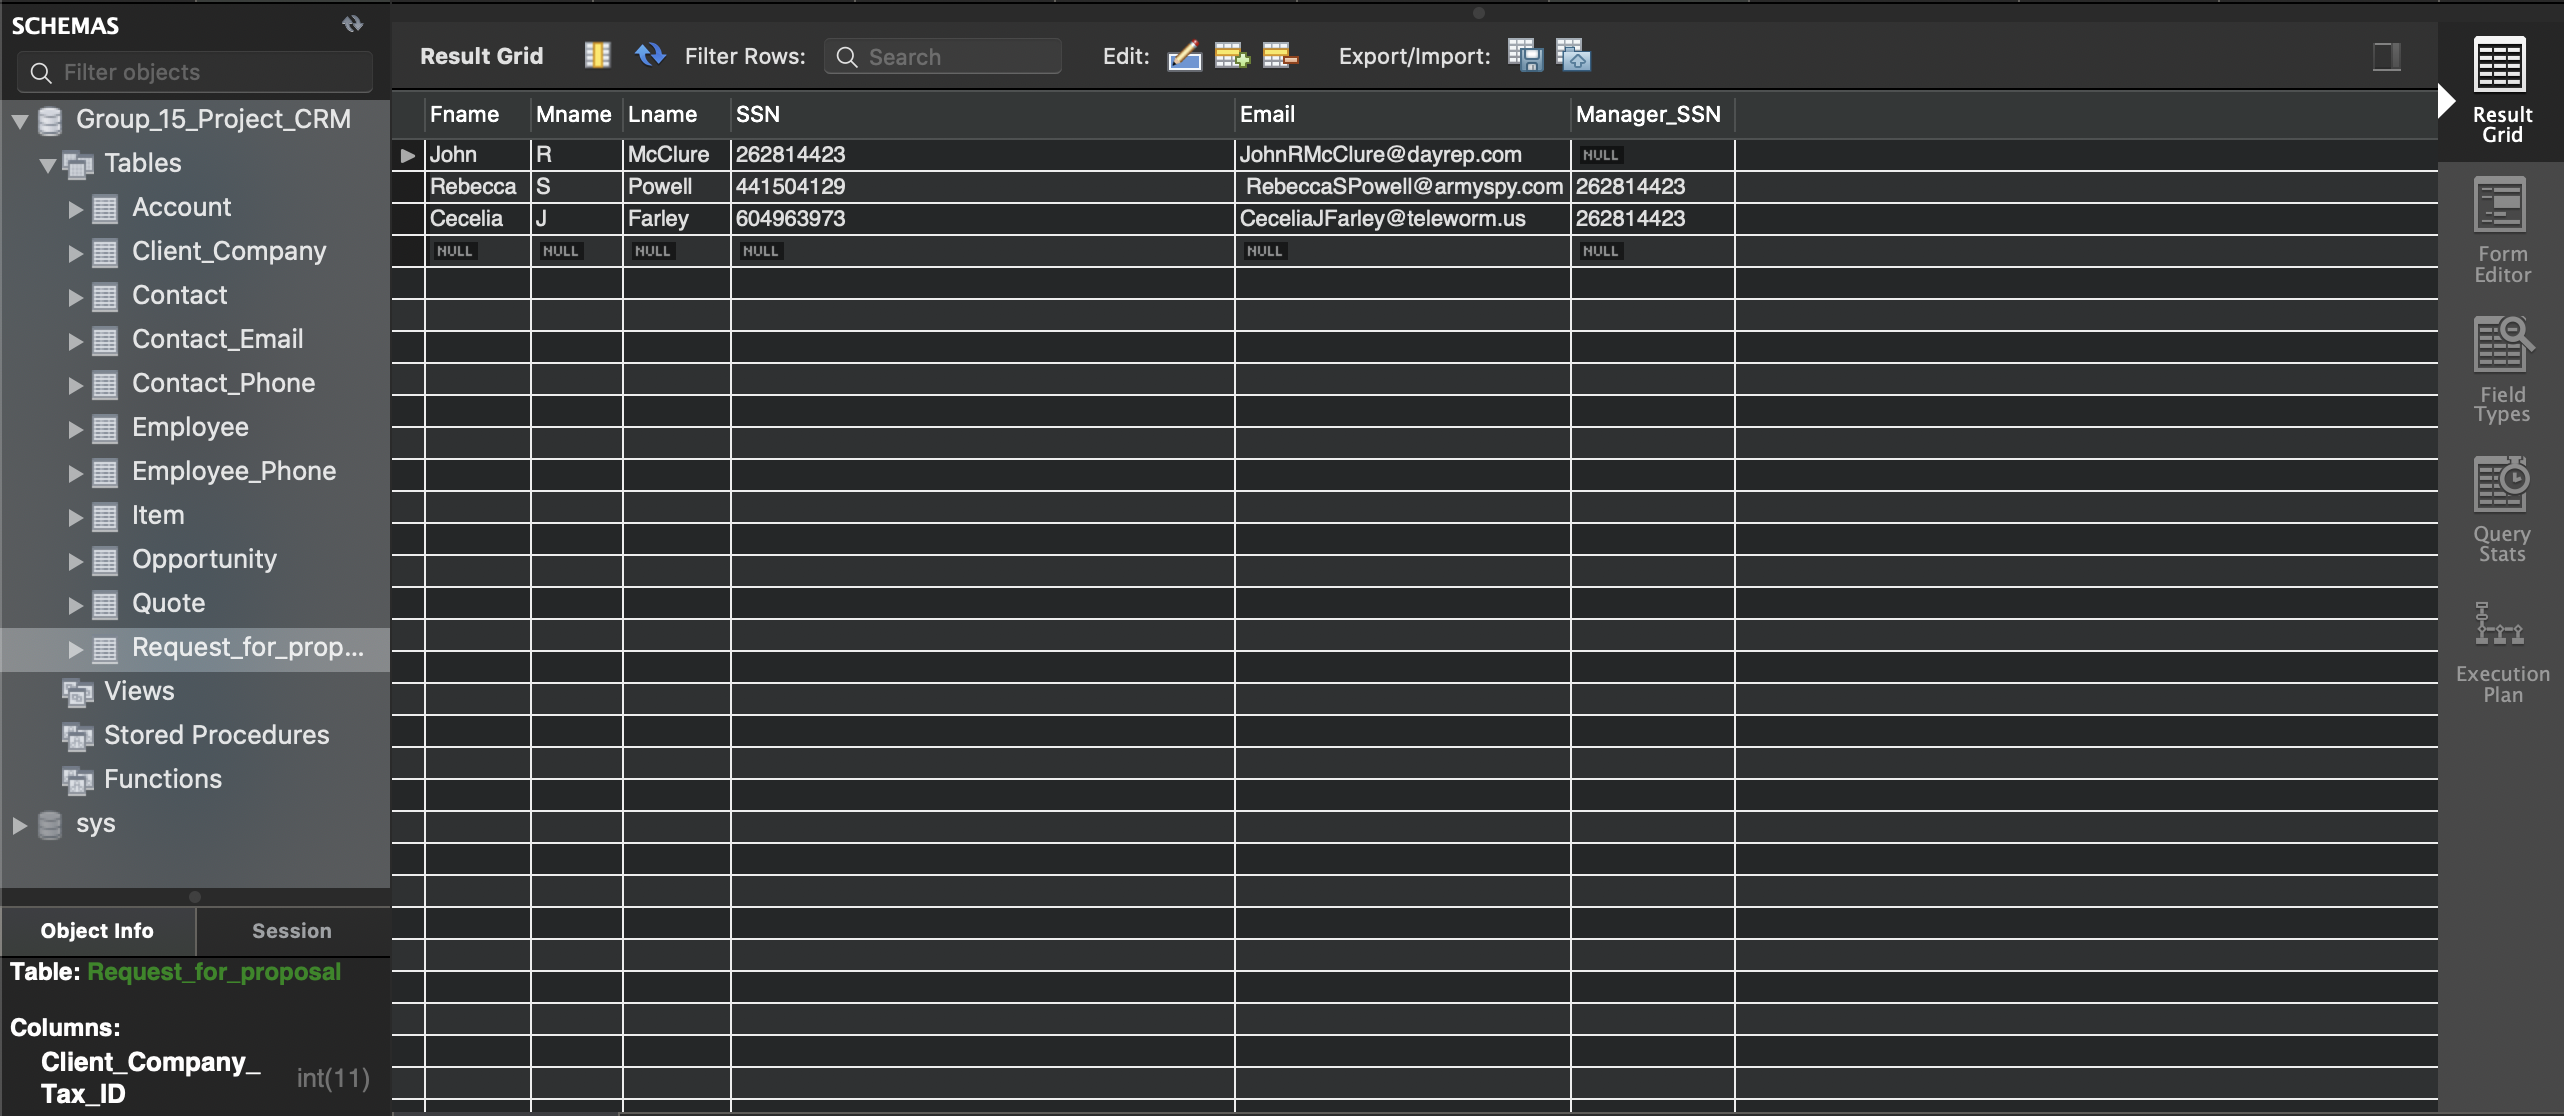 SCHEMAS
Filter objects
Group_15_Project_CRM
Tables
Account
Client_Company
Contact
Contact_Email
Contact_Phone
Employee
Employee_Phone
Item
Opportunity
Quote
Request_for_prop...
Views
Stored Procedures
Functions
sys
Object Info Session
Table: Request_for_proposal
Columns:
Client_Company_
Tax_ID int(11)
Result Grid Filter Rows: Search Edit: Export/Import:
Fname Mname Lname SSN Email Manager_SSN
John R McClure 262814423 JohnRMcClure@dayrep.com NULL
Rebecca S Powell 441504129 RebeccaSPowell@armyspy.com 262814423
Cecelia J Farley 604963973 CeceliaJFarley@teleworm.us 262814423
NULL NULL NULL NULL NULL NULL
Result
Grid
Form
Editor
Field
Types
Query
Stats
Execution
Plan